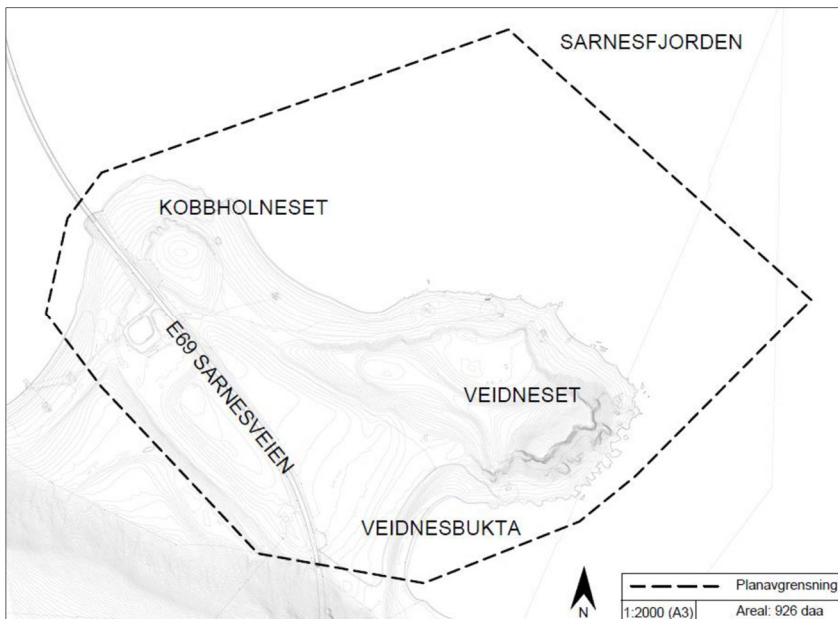 SARNESFJORDEN
KOBBHOLNESET
E69 SARNESVEIEN
VEIDNESET
VEIDNESBUKTA
N
Planavgrensning
1:2000 (A3)
Areal: 926 daa